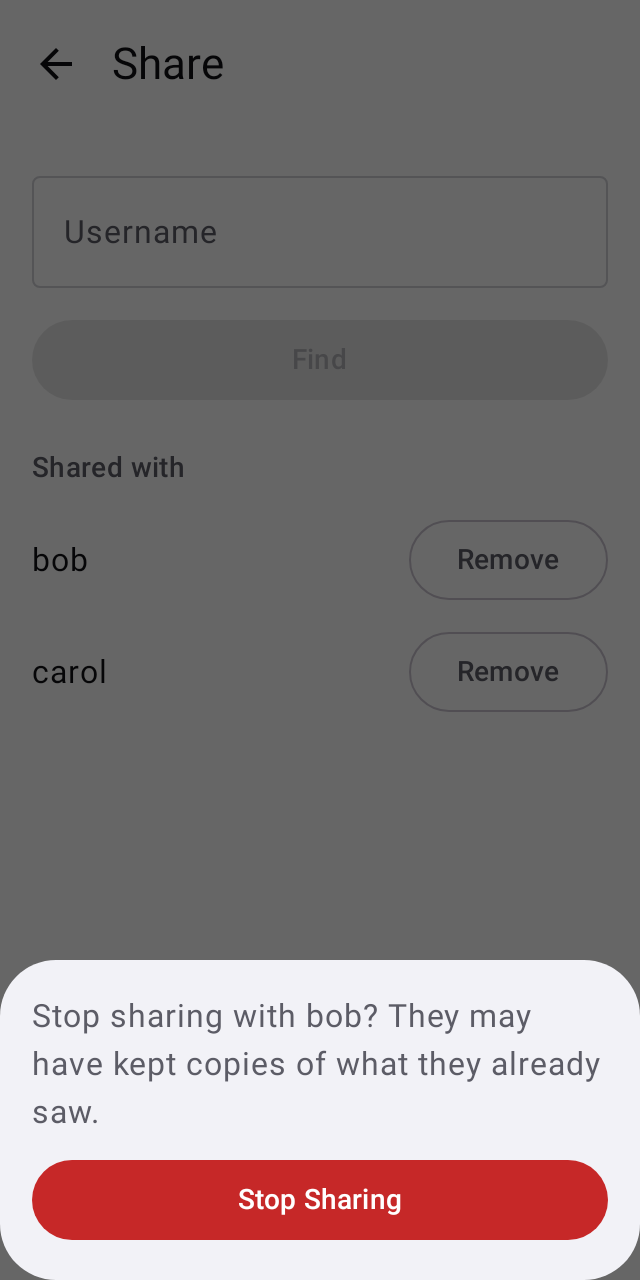 Share
Username
Find
Shared with
bob
Remove
carol
Remove
Stop sharing with bob? They may
have kept copies of what they already
saw.
Stop Sharing